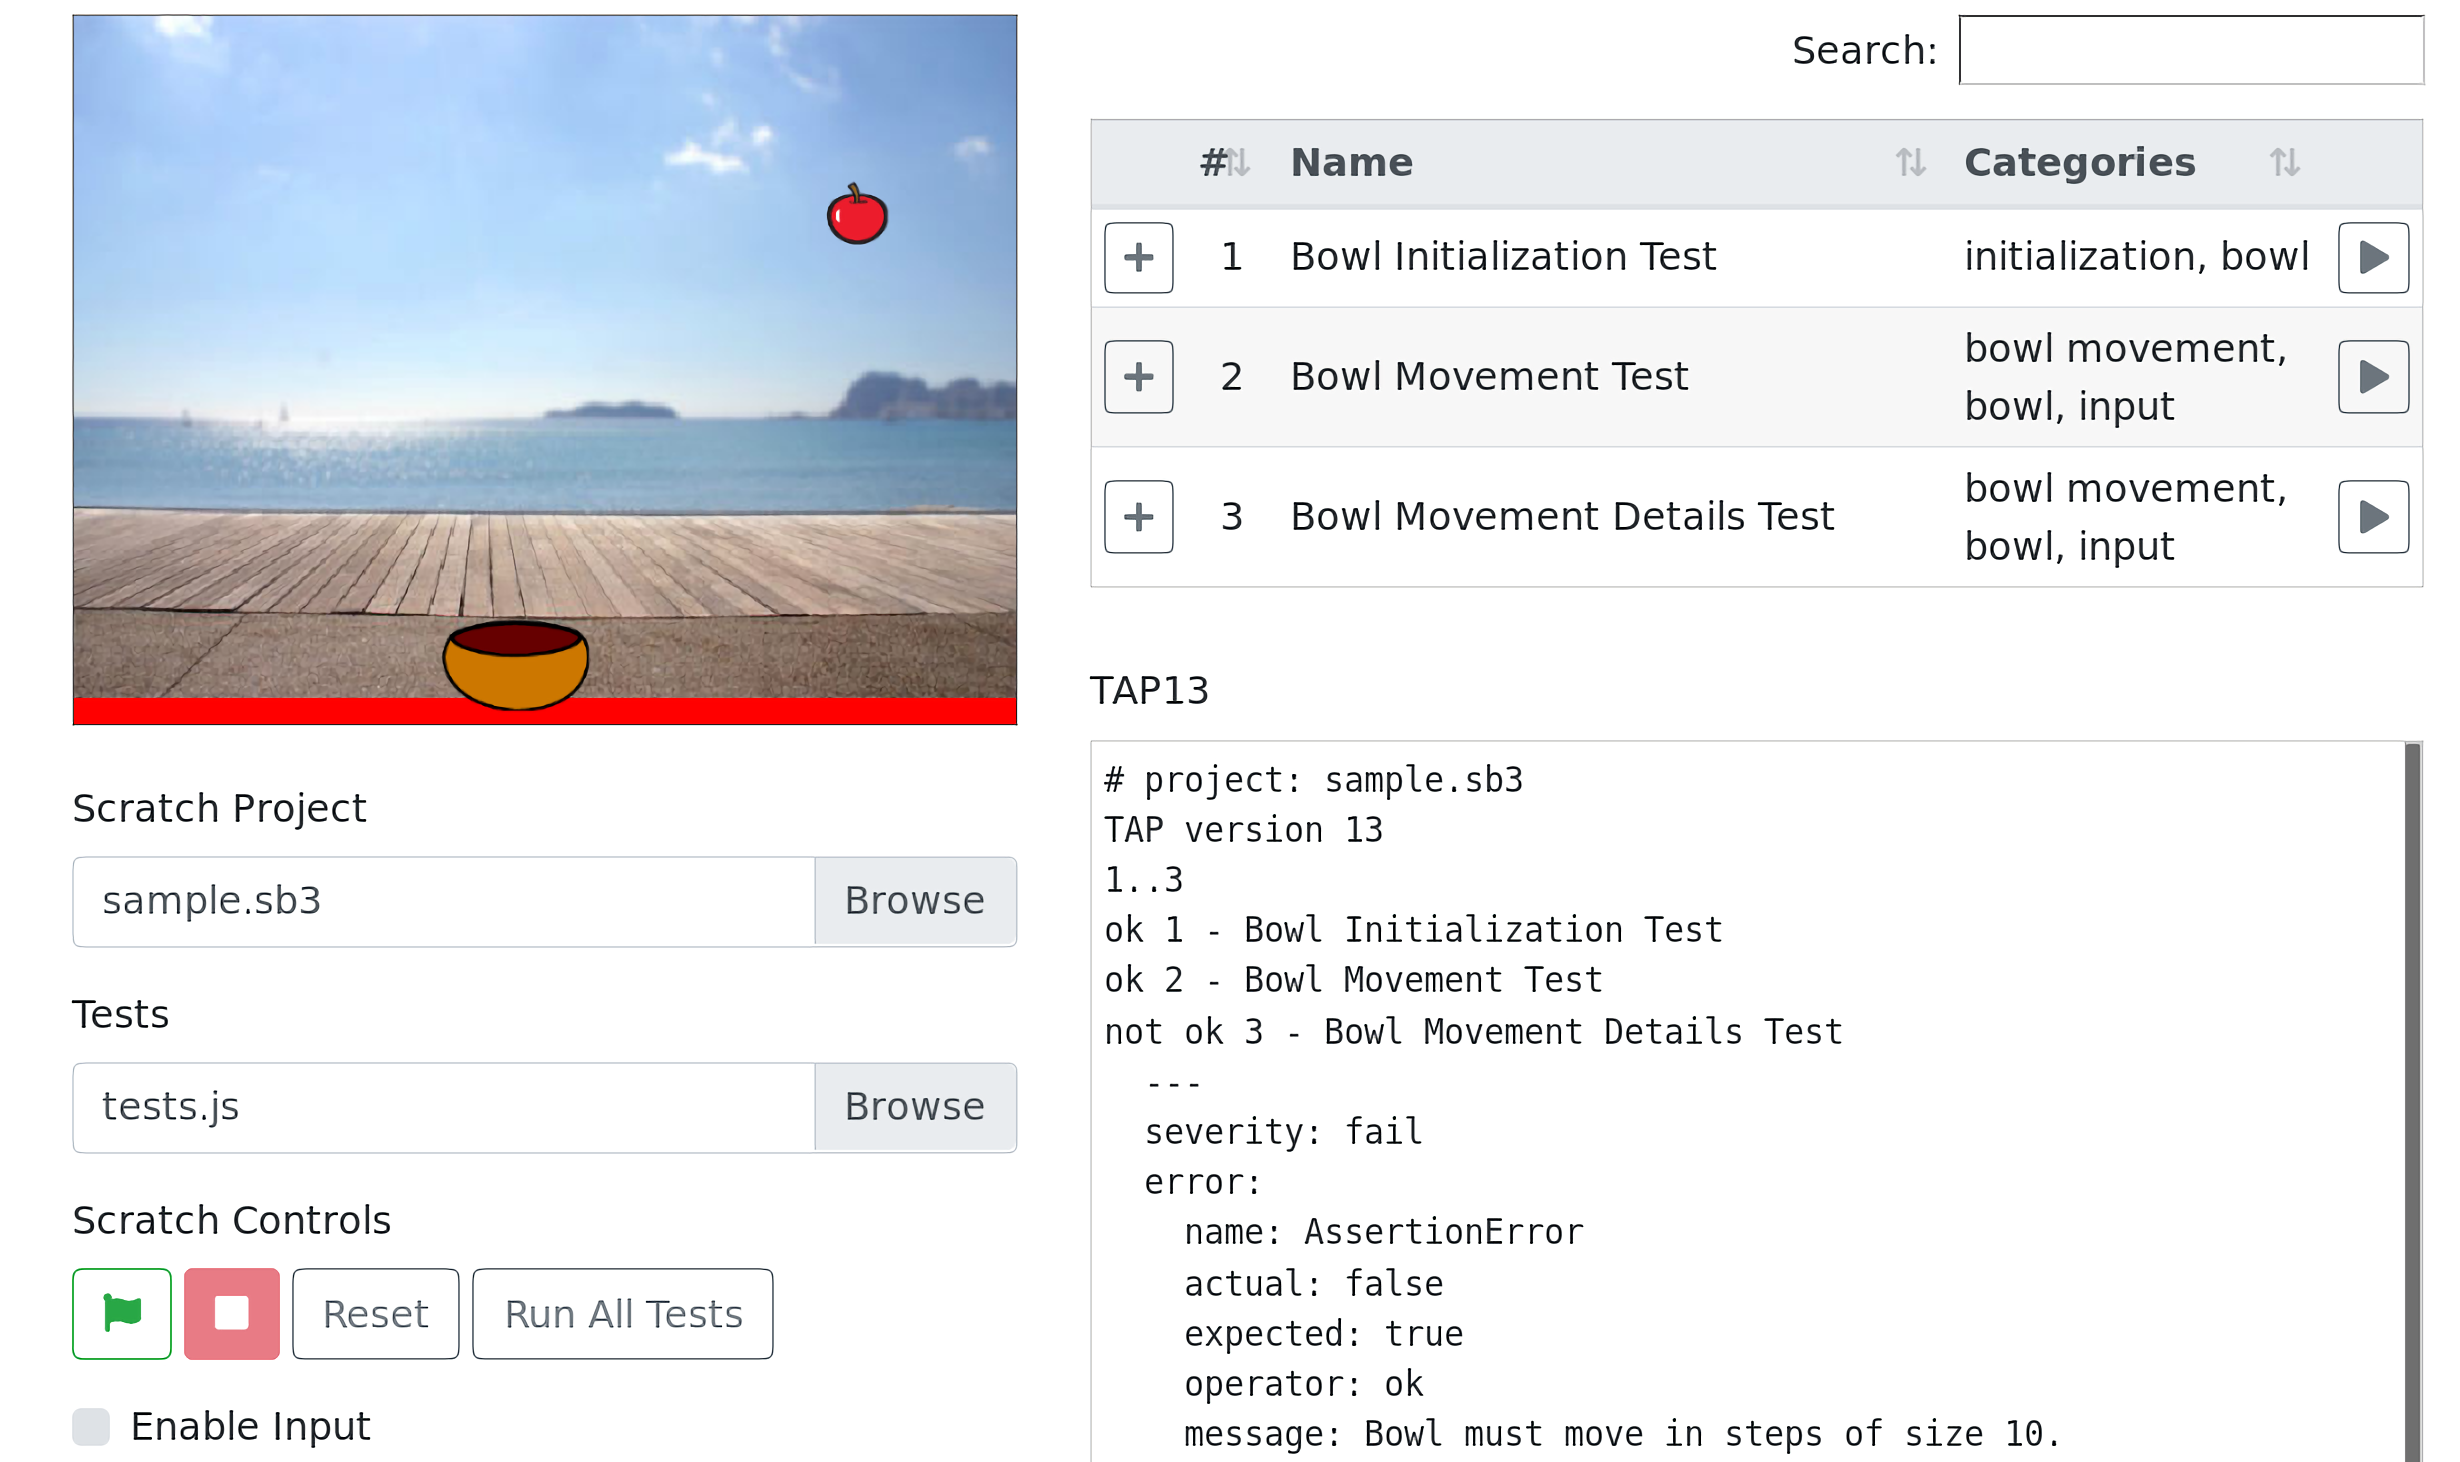 Scratch Project
sample.sb3 Browse
Tests
tests.js Browse
Scratch Controls
Reset Run All Tests
Enable Input
Search:
# Name Categories
1 Bowl Initialization Test initialization, bowl
2 Bowl Movement Test bowl movement,
bowl, input
3 Bowl Movement Details Test bowl movement,
bowl, input
TAP13
# project: sample.sb3
TAP version 13
1..3
ok 1 - Bowl Initialization Test
ok 2 - Bowl Movement Test
not ok 3 - Bowl Movement Details Test
---
severity: fail
error:
name: AssertionError
actual: false
expected: true
operator: ok
message: Bowl must move in steps of size 10.